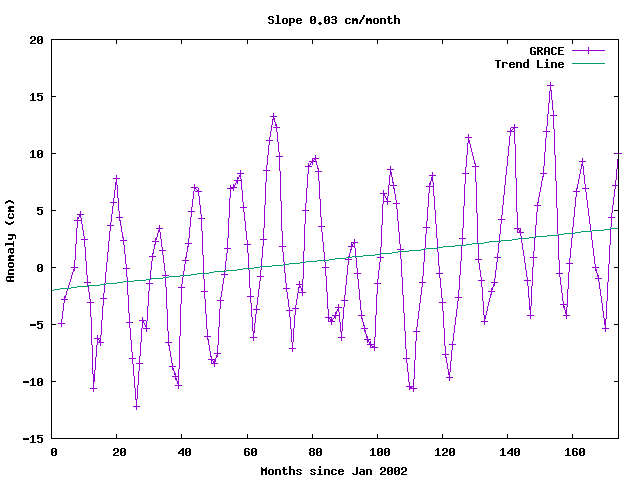 Slope 0.03 cm/month
GRACE
Trend Line
20
15
10
5
0
-5
-10
-15
Anomaly (cm)
0 20 40 60 80 100 120 140 160
Months since Jan 2002